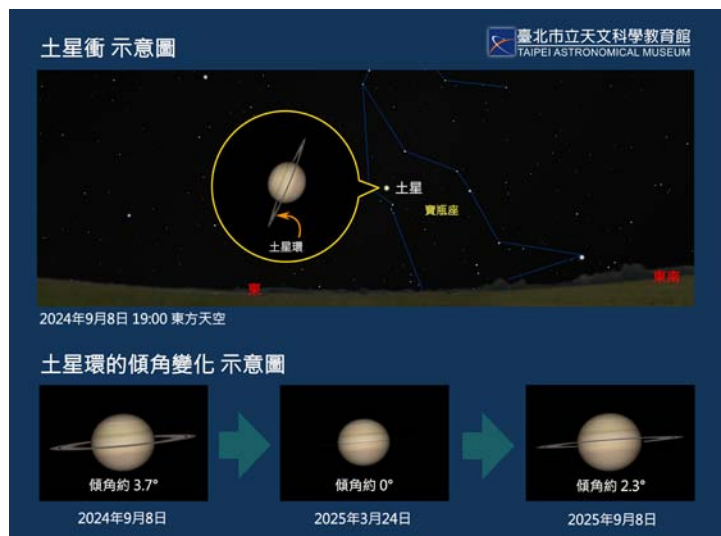 土星衝 示意圖
臺北市立天文科學教育館
TAIPEI ASTRONOMICAL MUSEUM
土星
寶瓶座
土星環
東
東南
2024年9月8日 19:00 東方天空
土星環的傾角變化 示意圖
傾角約 3.7°
傾角約 0°
傾角約 2.3°
2024年9月8日
2025年3月24日
2025年9月8日